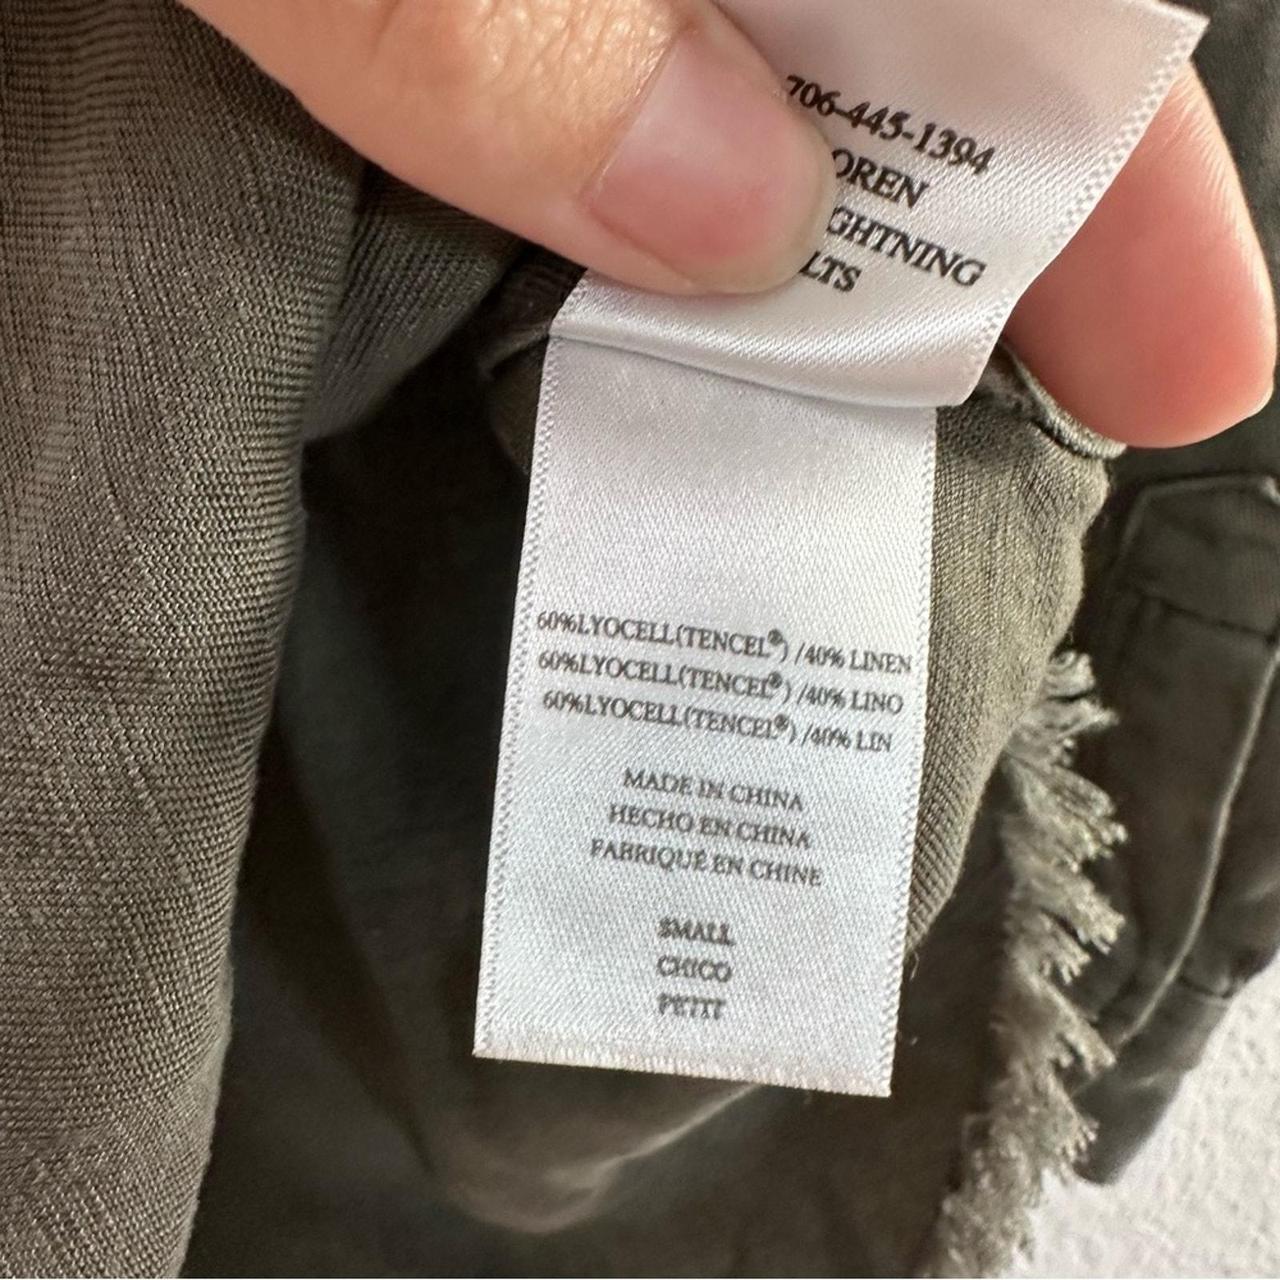 706-445-1394
OREN
GHTNING
LTS
60%LYOCELL(TENCEL®) /40% LINEN
60%LYOCELL(TENCEL®) /40% LINO
60%LYOCELL(TENCEL®) /40% LIN
MADE IN CHINA
HECHO EN CHINA
FABRIQUÉ EN CHINE
SMALL
CHICO
PETIT